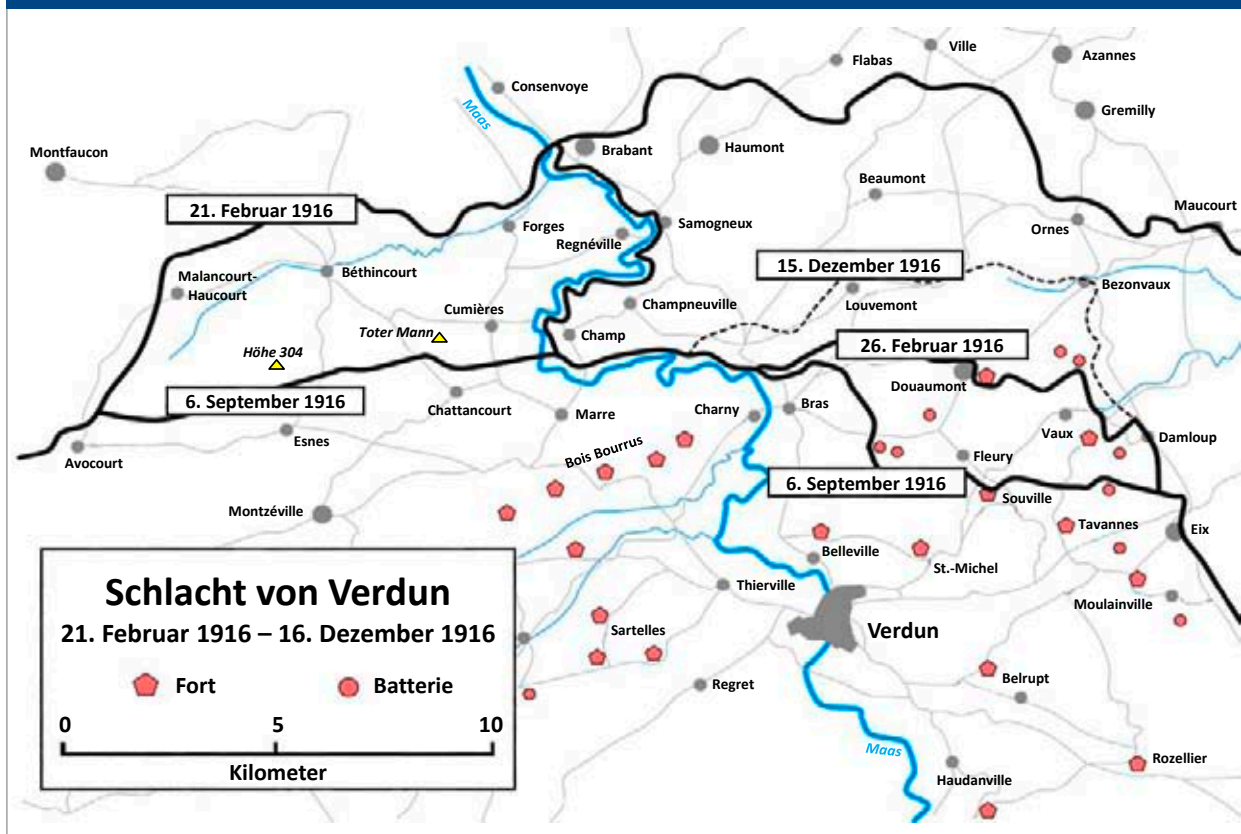 Ville
Azannes
Flabas
Consenvoye
Maas
Gremilly
Montfaucon
Brabant
Haumont
Beaumont
21. Februar 1916
Maucourt
Forges
Samogneux
Ornes
Regnéville
15. Dezember 1916
Béthincourt
Malancourt-
Haucourt
Bezonvaux
Cumières
Champneuville
Louvemont
Toter Mann
Champ
Höhe 304
26. Februar 1916
6. September 1916
Douaumont
Chattancourt
Marre
Charny
Bras
Vaux
Damloup
Esnes
Avocourt
Bois Bourrus
Fleury
6. September 1916
Souville
Montzéville
Tavannes
Eix
Belleville
St.-Michel
Thierville
Moulainville
Schlacht von Verdun
21. Februar 1916 – 16. Dezember 1916
Sartelles
Verdun
Fort
Batterie
Regret
Belrupt
0 5 10
Kilometer
Maas
Haudanville
Rozellier